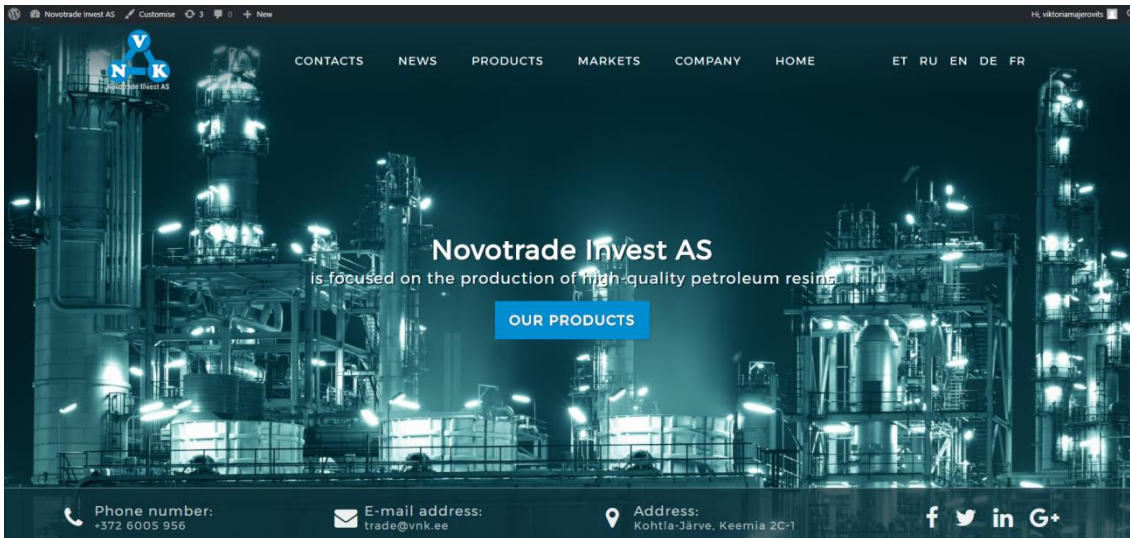 Novotrade Invest AS Customise 3 0 + New Hi, viktoriamajerovits
V
N K
Novotrade Invest AS
CONTACTS NEWS PRODUCTS MARKETS COMPANY HOME ET RU EN DE FR
Novotrade Invest AS
is focused on the production of high-quality petroleum resins
OUR PRODUCTS
Phone number: E-mail address: Address:
+372 6005 956 trade@vnk.ee Kohtla-Järve, Keemia 2C-1
f in G+